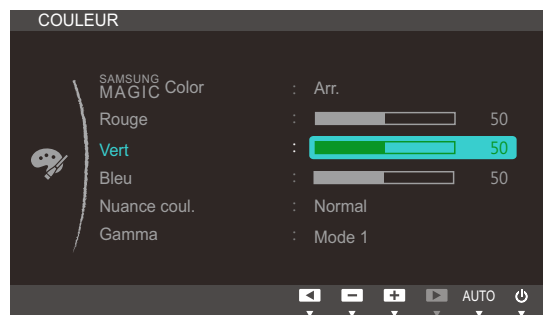 COULEUR
SAMSUNG MAGIC Color : Arr.
Rouge : 50
Vert : 50
Bleu : 50
Nuance coul. : Normal
Gamma : Mode 1
AUTO